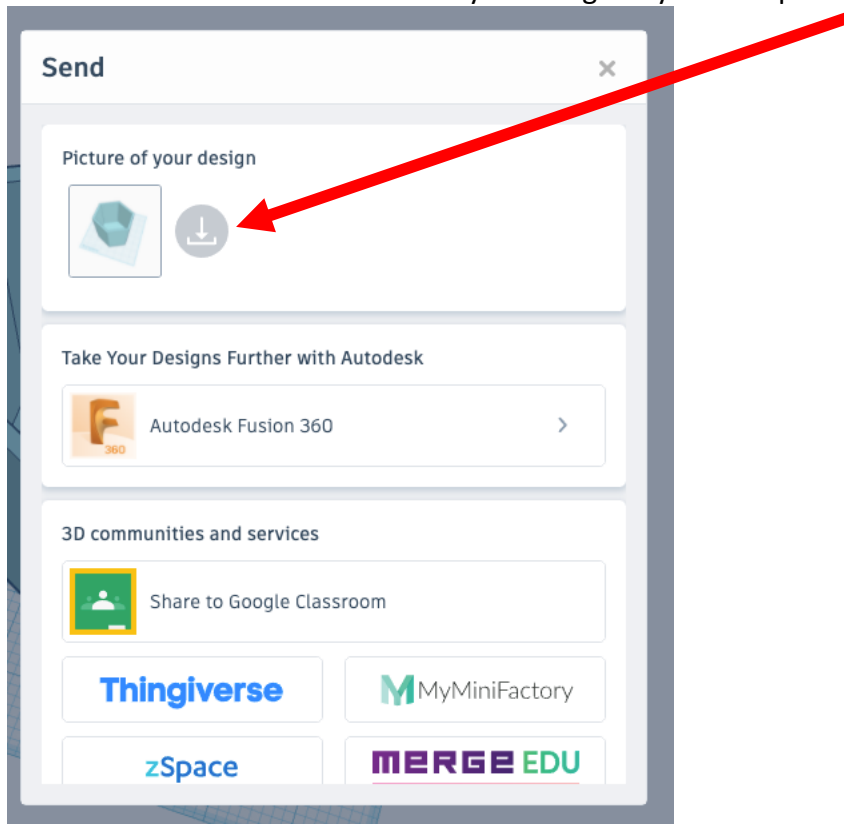 Send
Picture of your design
Take Your Designs Further with Autodesk
360
Autodesk Fusion 360
3D communities and services
Share to Google Classroom
Thingiverse
MyMiniFactory
zSpace
MERGE EDU